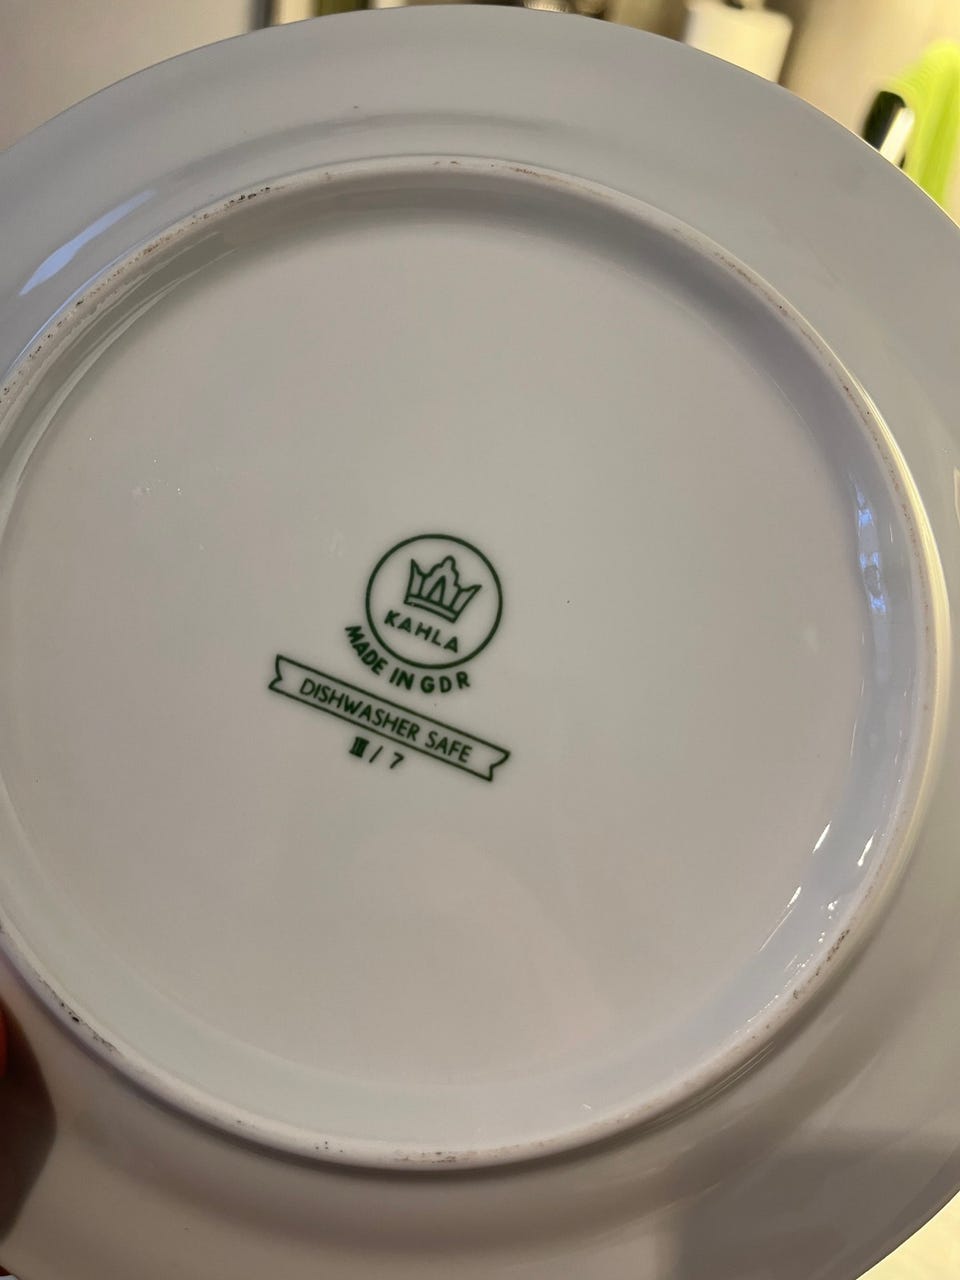 KAHLA
MADE IN GDR
DISHWASHER SAFE
III / 7